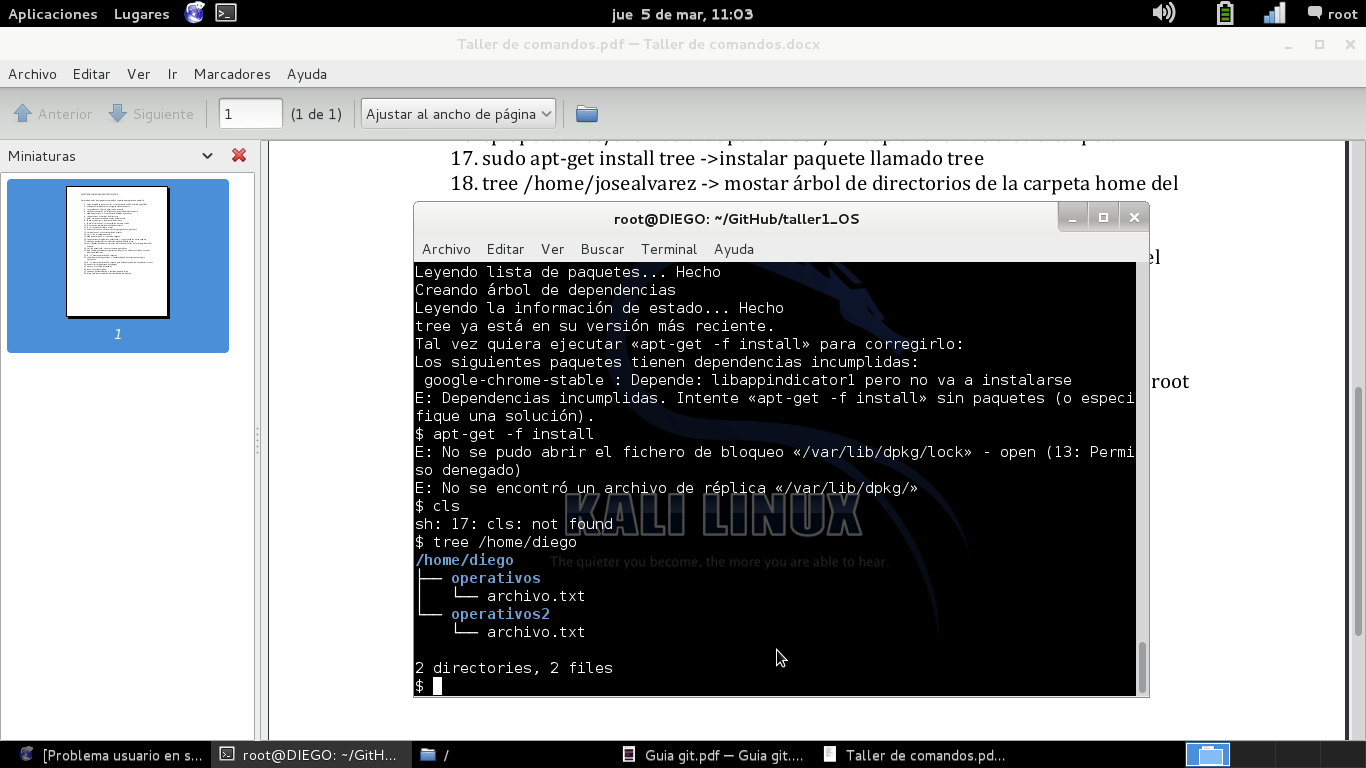 Aplicaciones Lugares jue 5 de mar, 11:03 root
Taller de comandos.pdf — Taller de comandos.docx
Archivo Editar Ver Ir Marcadores Ayuda
Anterior Siguiente 1 (1 de 1) Ajustar al ancho de página
Miniaturas
1
17. sudo apt-get install tree ->instalar paquete llamado tree
18. tree /home/josealvarez -> mostar árbol de directorios de la carpeta home del
el
root
root@DIEGO: ~/GitHub/taller1_OS
Archivo Editar Ver Buscar Terminal Ayuda
Leyendo lista de paquetes... Hecho
Creando árbol de dependencias
Leyendo la información de estado... Hecho
tree ya está en su versión más reciente.
Tal vez quiera ejecutar «apt-get -f install» para corregirlo:
Los siguientes paquetes tienen dependencias incumplidas:
google-chrome-stable : Depende: libappindicator1 pero no va a instalarse
E: Dependencias incumplidas. Intente «apt-get -f install» sin paquetes (o especi
fique una solución).
$ apt-get -f install
E: No se pudo abrir el fichero de bloqueo «/var/lib/dpkg/lock» - open (13: Permi
so denegado)
E: No se encontró un archivo de réplica «/var/lib/dpkg/»
$ cls
sh: 17: cls: not found
$ tree /home/diego
/home/diego
├── operativos
│   └── archivo.txt
└── operativos2
    └── archivo.txt
2 directories, 2 files
$
KALI LINUX
The quieter you become, the more you are able to hear.
[Problema usuario en s... root@DIEGO: ~/GitH... / Guia git.pdf — Guia git.... Taller de comandos.pd...